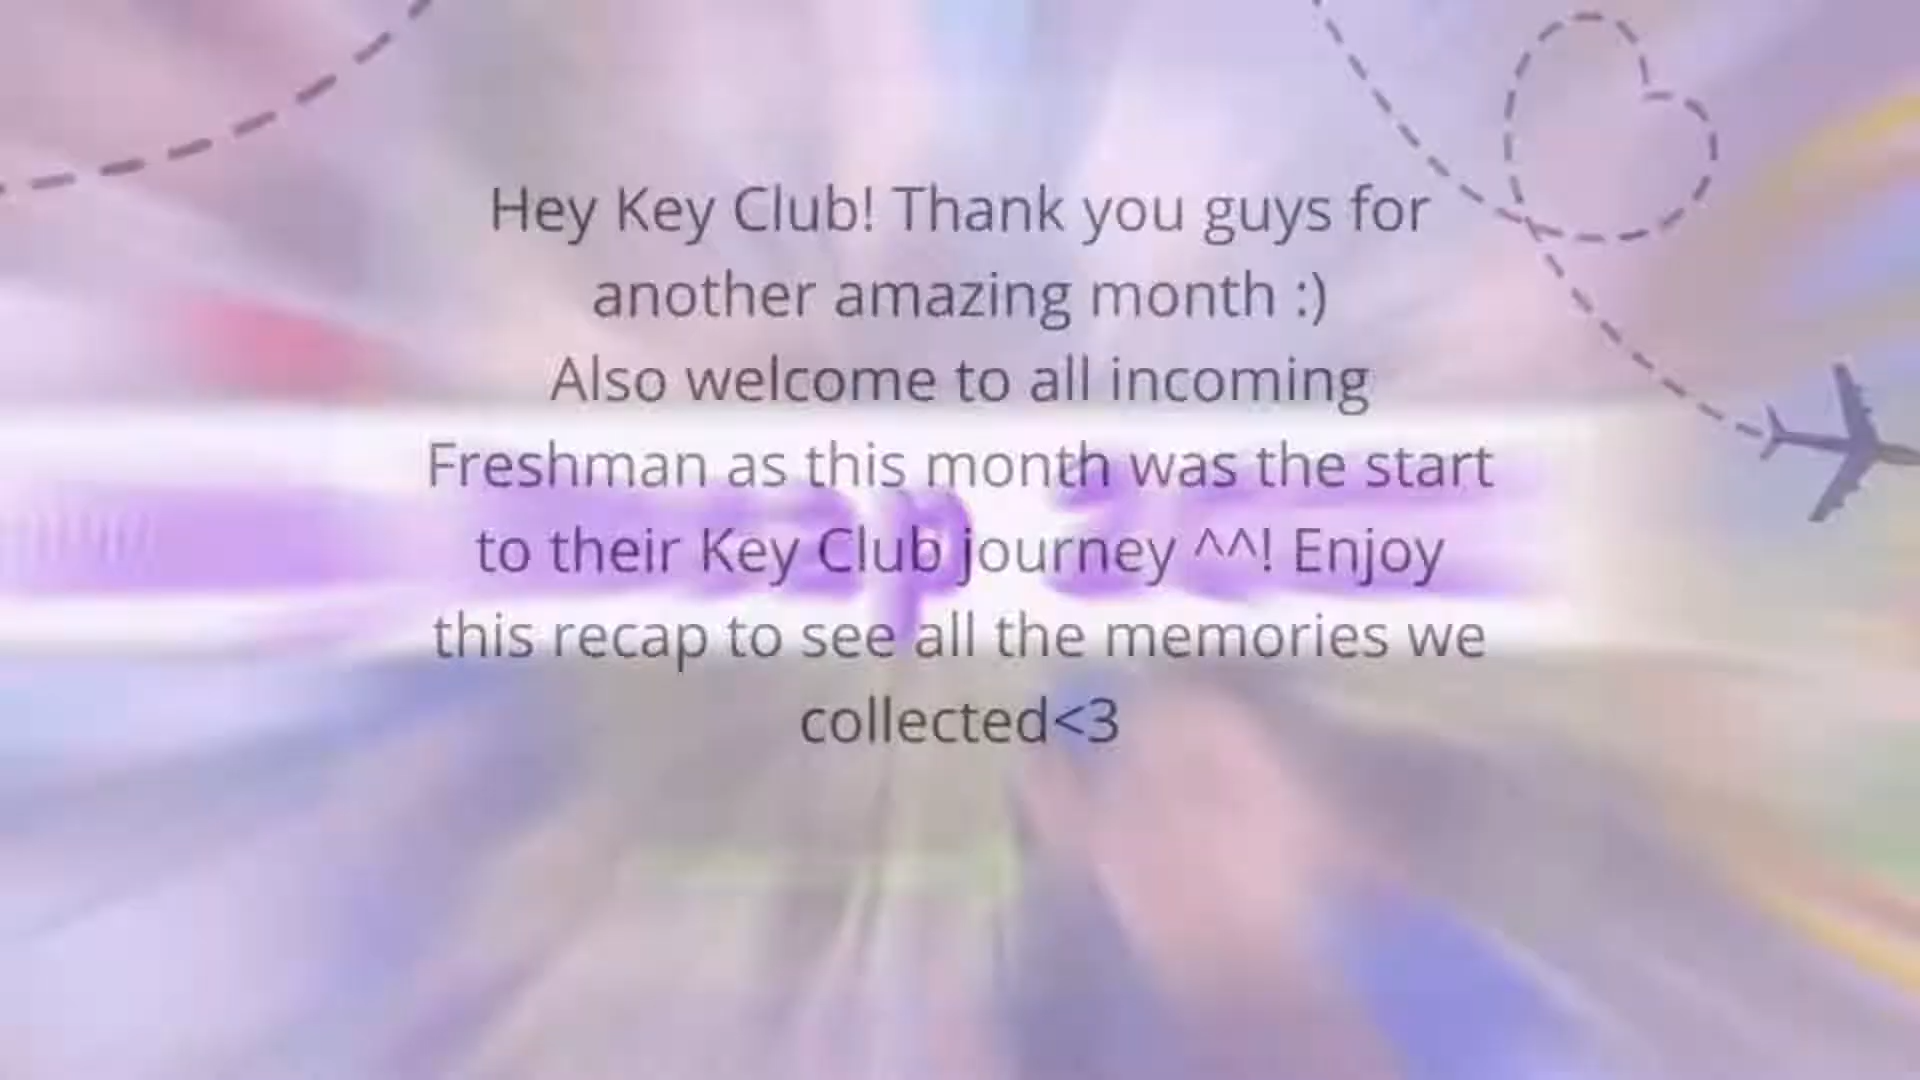 Hey Key Club! Thank you guys for
another amazing month :)
Also welcome to all incoming
Freshman as this month was the start
to their Key Club journey ^^! Enjoy
this recap to see all the memories we
collected<3